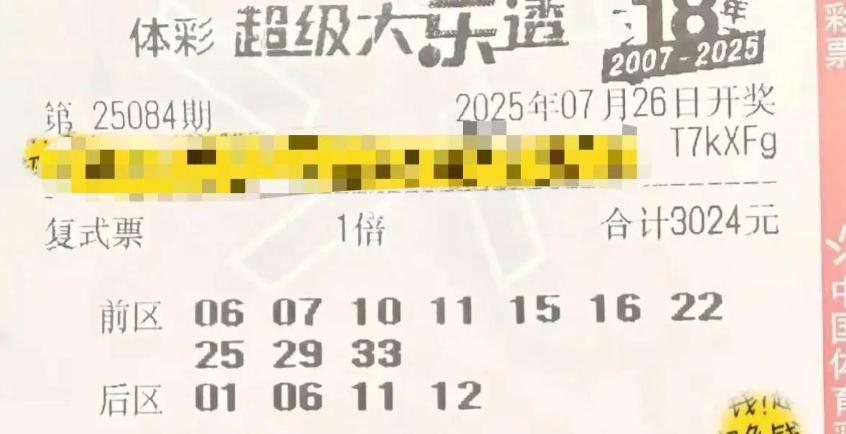 体彩 超级大乐透 18年
2007-2025
第 25084期 2025年07月26日开奖
T7kXFg
复式票 1倍 合计3024元
前区 06 07 10 11 15 16 22
25 29 33
后区 01 06 11 12
彩票
中国体育彩